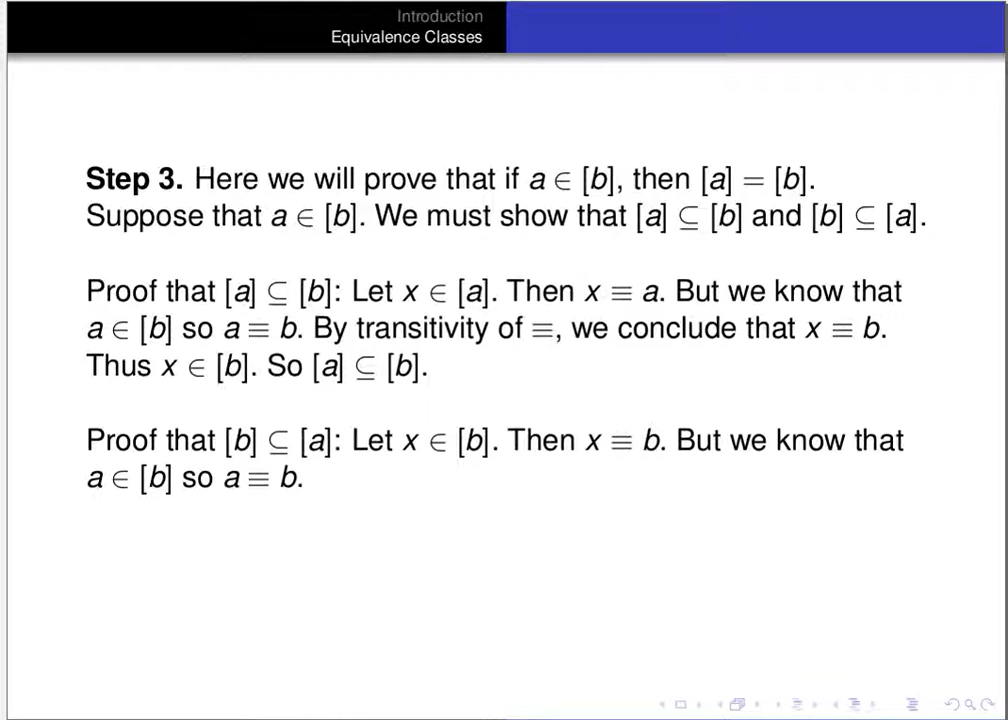 Introduction
Equivalence Classes
Step 3. Here we will prove that if a ∈ [b], then [a] = [b].
Suppose that a ∈ [b]. We must show that [a] ⊆ [b] and [b] ⊆ [a].
Proof that [a] ⊆ [b]: Let x ∈ [a]. Then x ≡ a. But we know that
a ∈ [b] so a ≡ b. By transitivity of ≡, we conclude that x ≡ b.
Thus x ∈ [b]. So [a] ⊆ [b].
Proof that [b] ⊆ [a]: Let x ∈ [b]. Then x ≡ b. But we know that
a ∈ [b] so a ≡ b.